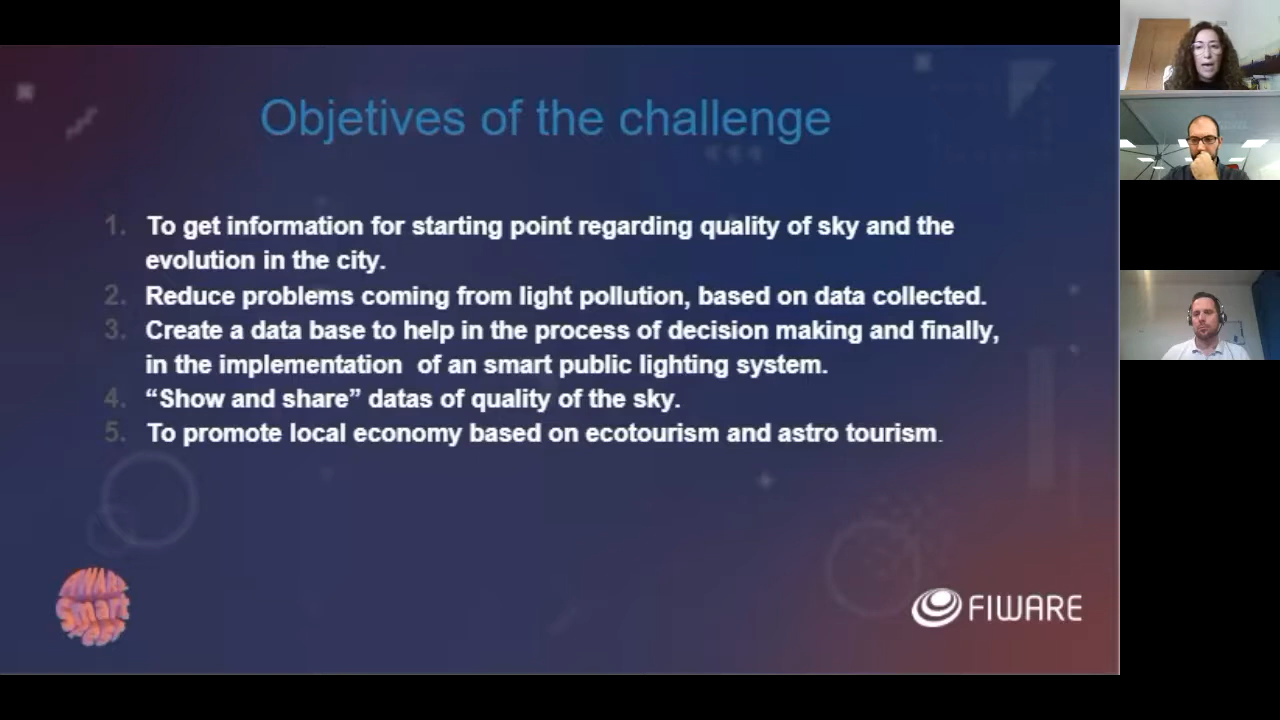 Objetives of the challenge
1. To get information for starting point regarding quality of sky and the
evolution in the city.
2. Reduce problems coming from light pollution, based on data collected.
3. Create a data base to help in the process of decision making and finally,
in the implementation of an smart public lighting system.
4. “Show and share” datas of quality of the sky.
5. To promote local economy based on ecotourism and astro tourism.
Smart
FIWARE